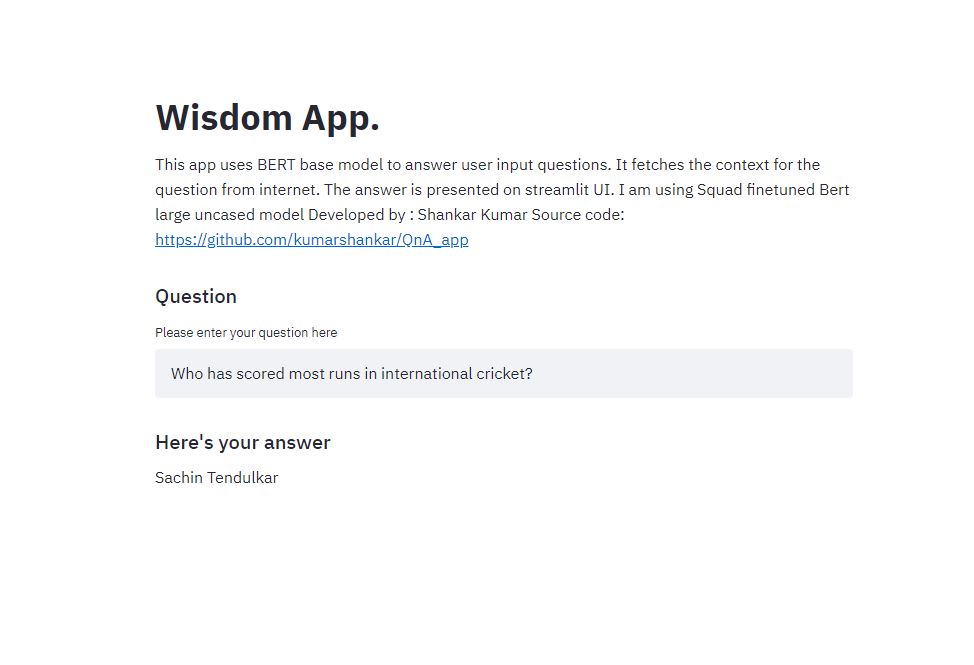 Wisdom App.
This app uses BERT base model to answer user input questions. It fetches the context for the
question from internet. The answer is presented on streamlit UI. I am using Squad finetuned Bert
large uncased model Developed by : Shankar Kumar Source code:
https://github.com/kumarshankar/QnA_app
Question
Please enter your question here
Who has scored most runs in international cricket?
Here's your answer
Sachin Tendulkar